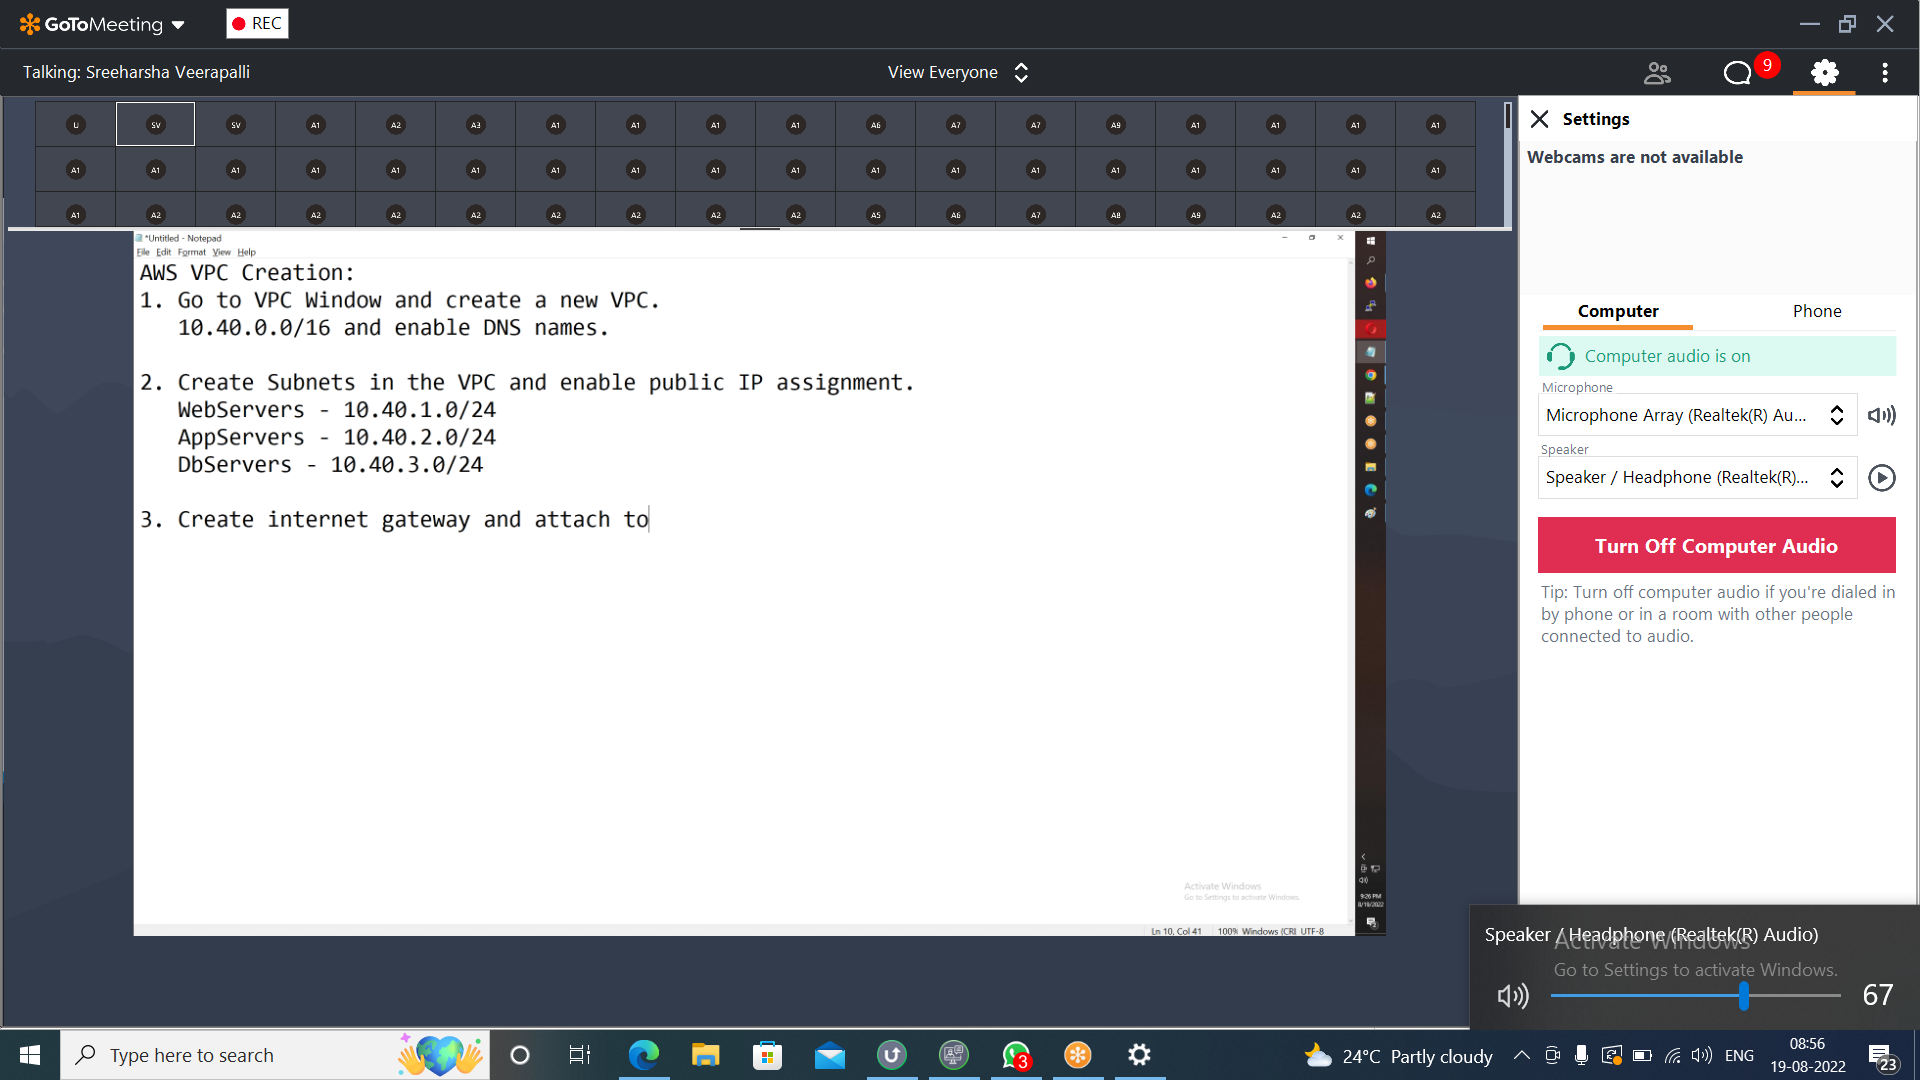 GoToMeeting
REC
Talking: Sreeharsha Veerapalli
View Everyone
9
U SV SV A1 A2 A3 A1 A1 A1 A1 A6 A7 A7 A9 A1 A1 A1 A1
A1 A1 A1 A1 A1 A1 A1 A1 A1 A1 A1 A1 A1 A1 A1 A1 A1 A1
A1 A2 A2 A2 A2 A2 A2 A2 A2 A2 A5 A6 A7 A8 A9 A2 A2 A2
*Untitled - Notepad
File Edit Format View Help
AWS VPC Creation:
1. Go to VPC Window and create a new VPC.
10.40.0.0/16 and enable DNS names.
2. Create Subnets in the VPC and enable public IP assignment.
WebServers - 10.40.1.0/24
AppServers - 10.40.2.0/24
DbServers - 10.40.3.0/24
3. Create internet gateway and attach to
Activate Windows
Go to Settings to activate Windows.
Ln 10, Col 41 100% Windows (CRL UTF-8
9:26 PM
8/18/2022
Settings
Webcams are not available
Computer Phone
Computer audio is on
Microphone
Microphone Array (Realtek(R) Au...
Speaker
Speaker / Headphone (Realtek(R)...
Turn Off Computer Audio
Tip: Turn off computer audio if you're dialed in
by phone or in a room with other people
connected to audio.
Speaker / Headphone (Realtek(R) Audio)
Activate Windows
Go to Settings to activate Windows.
67
Type here to search
3
24°C Partly cloudy
ENG
08:56
19-08-2022
23